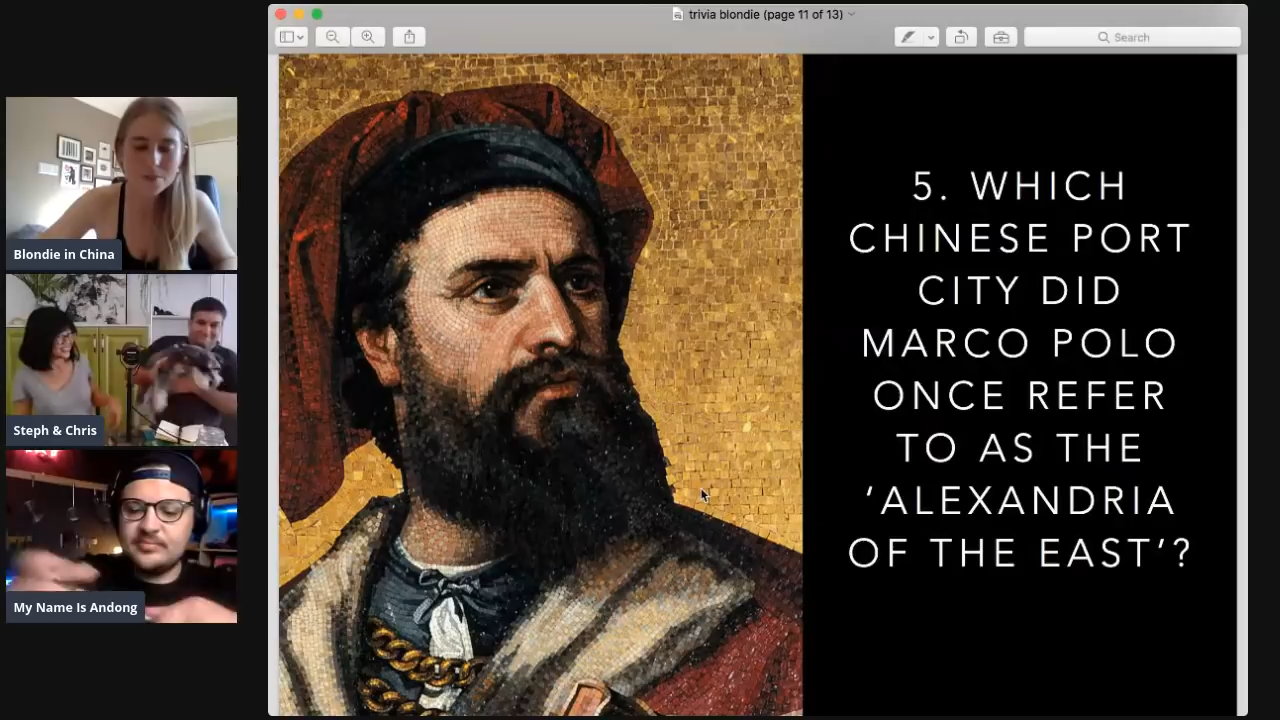 trivia blondie (page 11 of 13)
Search
Blondie in China
Steph & Chris
My Name Is Andong
5. WHICH
CHINESE PORT
CITY DID
MARCO POLO
ONCE REFER
TO AS THE
‘ALEXANDRIA
OF THE EAST’?